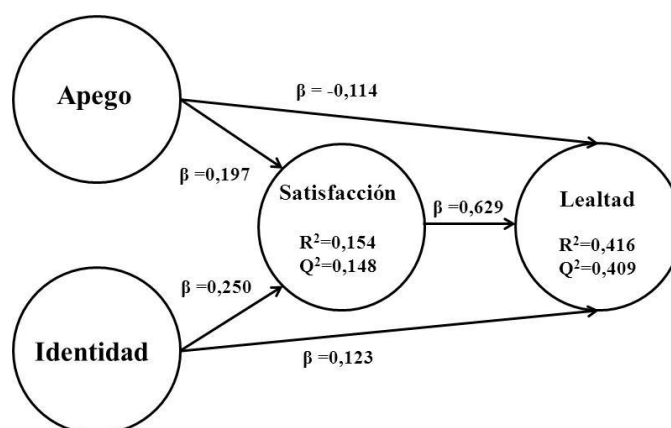 Apego
β = -0,114
β =0,197
Satisfacción
R²=0,154
Q²=0,148
β =0,629
Lealtad
R²=0,416
Q²=0,409
β =0,250
Identidad
β =0,123